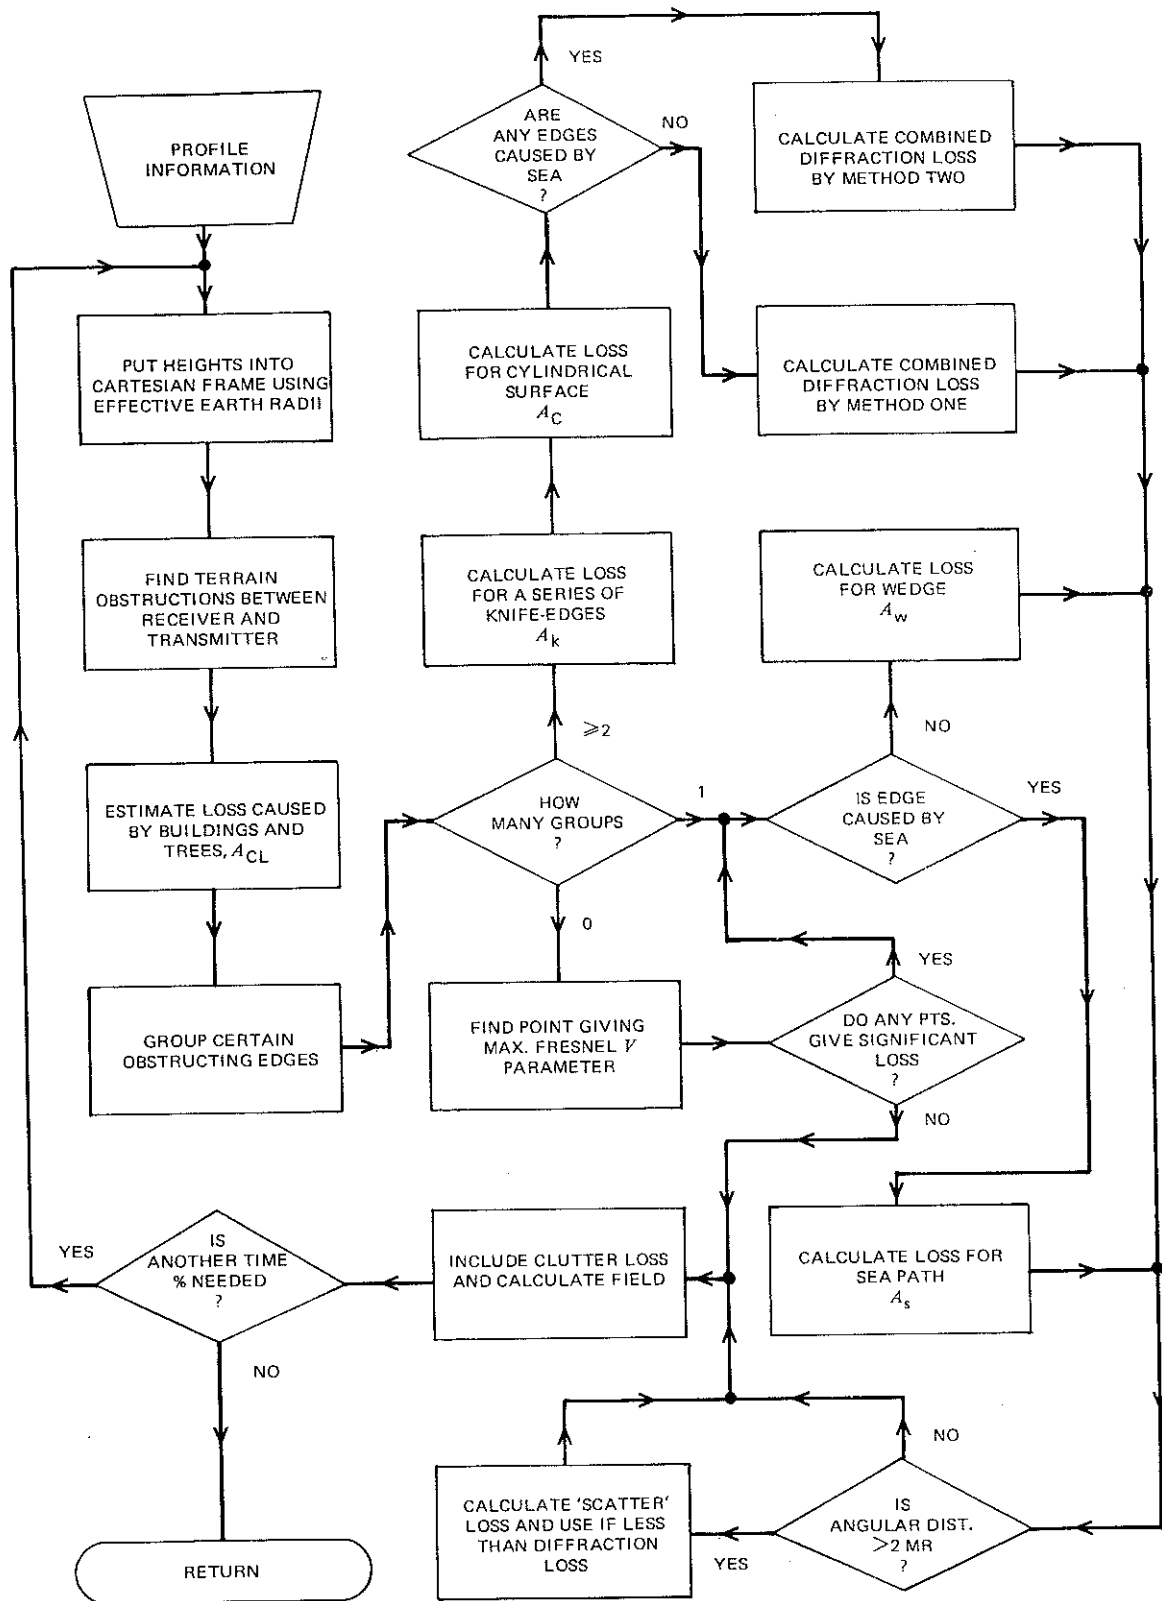 PROFILE
INFORMATION
PUT HEIGHTS INTO
CARTESIAN FRAME USING
EFFECTIVE EARTH RADII
FIND TERRAIN
OBSTRUCTIONS BETWEEN
RECEIVER AND
TRANSMITTER
ESTIMATE LOSS CAUSED
BY BUILDINGS AND
TREES, A_CL
GROUP CERTAIN
OBSTRUCTING EDGES
HOW
MANY GROUPS
?
≥2
1
0
CALCULATE LOSS
FOR A SERIES OF
KNIFE-EDGES
A_k
CALCULATE LOSS
FOR CYLINDRICAL
SURFACE
A_C
ARE
ANY EDGES
CAUSED BY
SEA
?
YES
NO
CALCULATE COMBINED
DIFFRACTION LOSS
BY METHOD TWO
CALCULATE COMBINED
DIFFRACTION LOSS
BY METHOD ONE
CALCULATE LOSS
FOR WEDGE
A_w
NO
IS EDGE
CAUSED BY
SEA
?
YES
FIND POINT GIVING
MAX. FRESNEL V
PARAMETER
YES
DO ANY PTS.
GIVE SIGNIFICANT
LOSS
?
NO
CALCULATE LOSS FOR
SEA PATH
A_s
IS
ANGULAR DIST.
>2 MR
?
NO
YES
CALCULATE 'SCATTER'
LOSS AND USE IF LESS
THAN DIFFRACTION
LOSS
INCLUDE CLUTTER LOSS
AND CALCULATE FIELD
IS
ANOTHER TIME
% NEEDED
?
YES
NO
RETURN